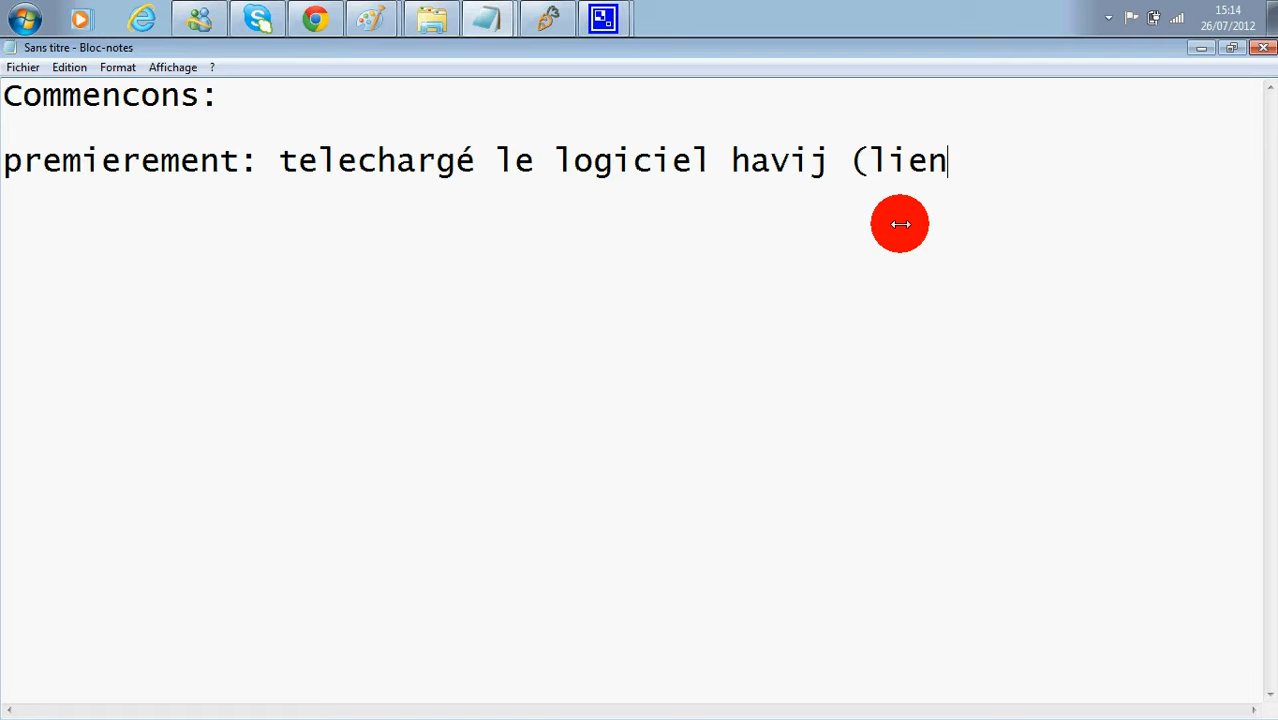 15:14
26/07/2012
Sans titre - Bloc-notes
Fichier Edition Format Affichage ?
Commencons:
premierement: telechargé le logiciel havij (lien